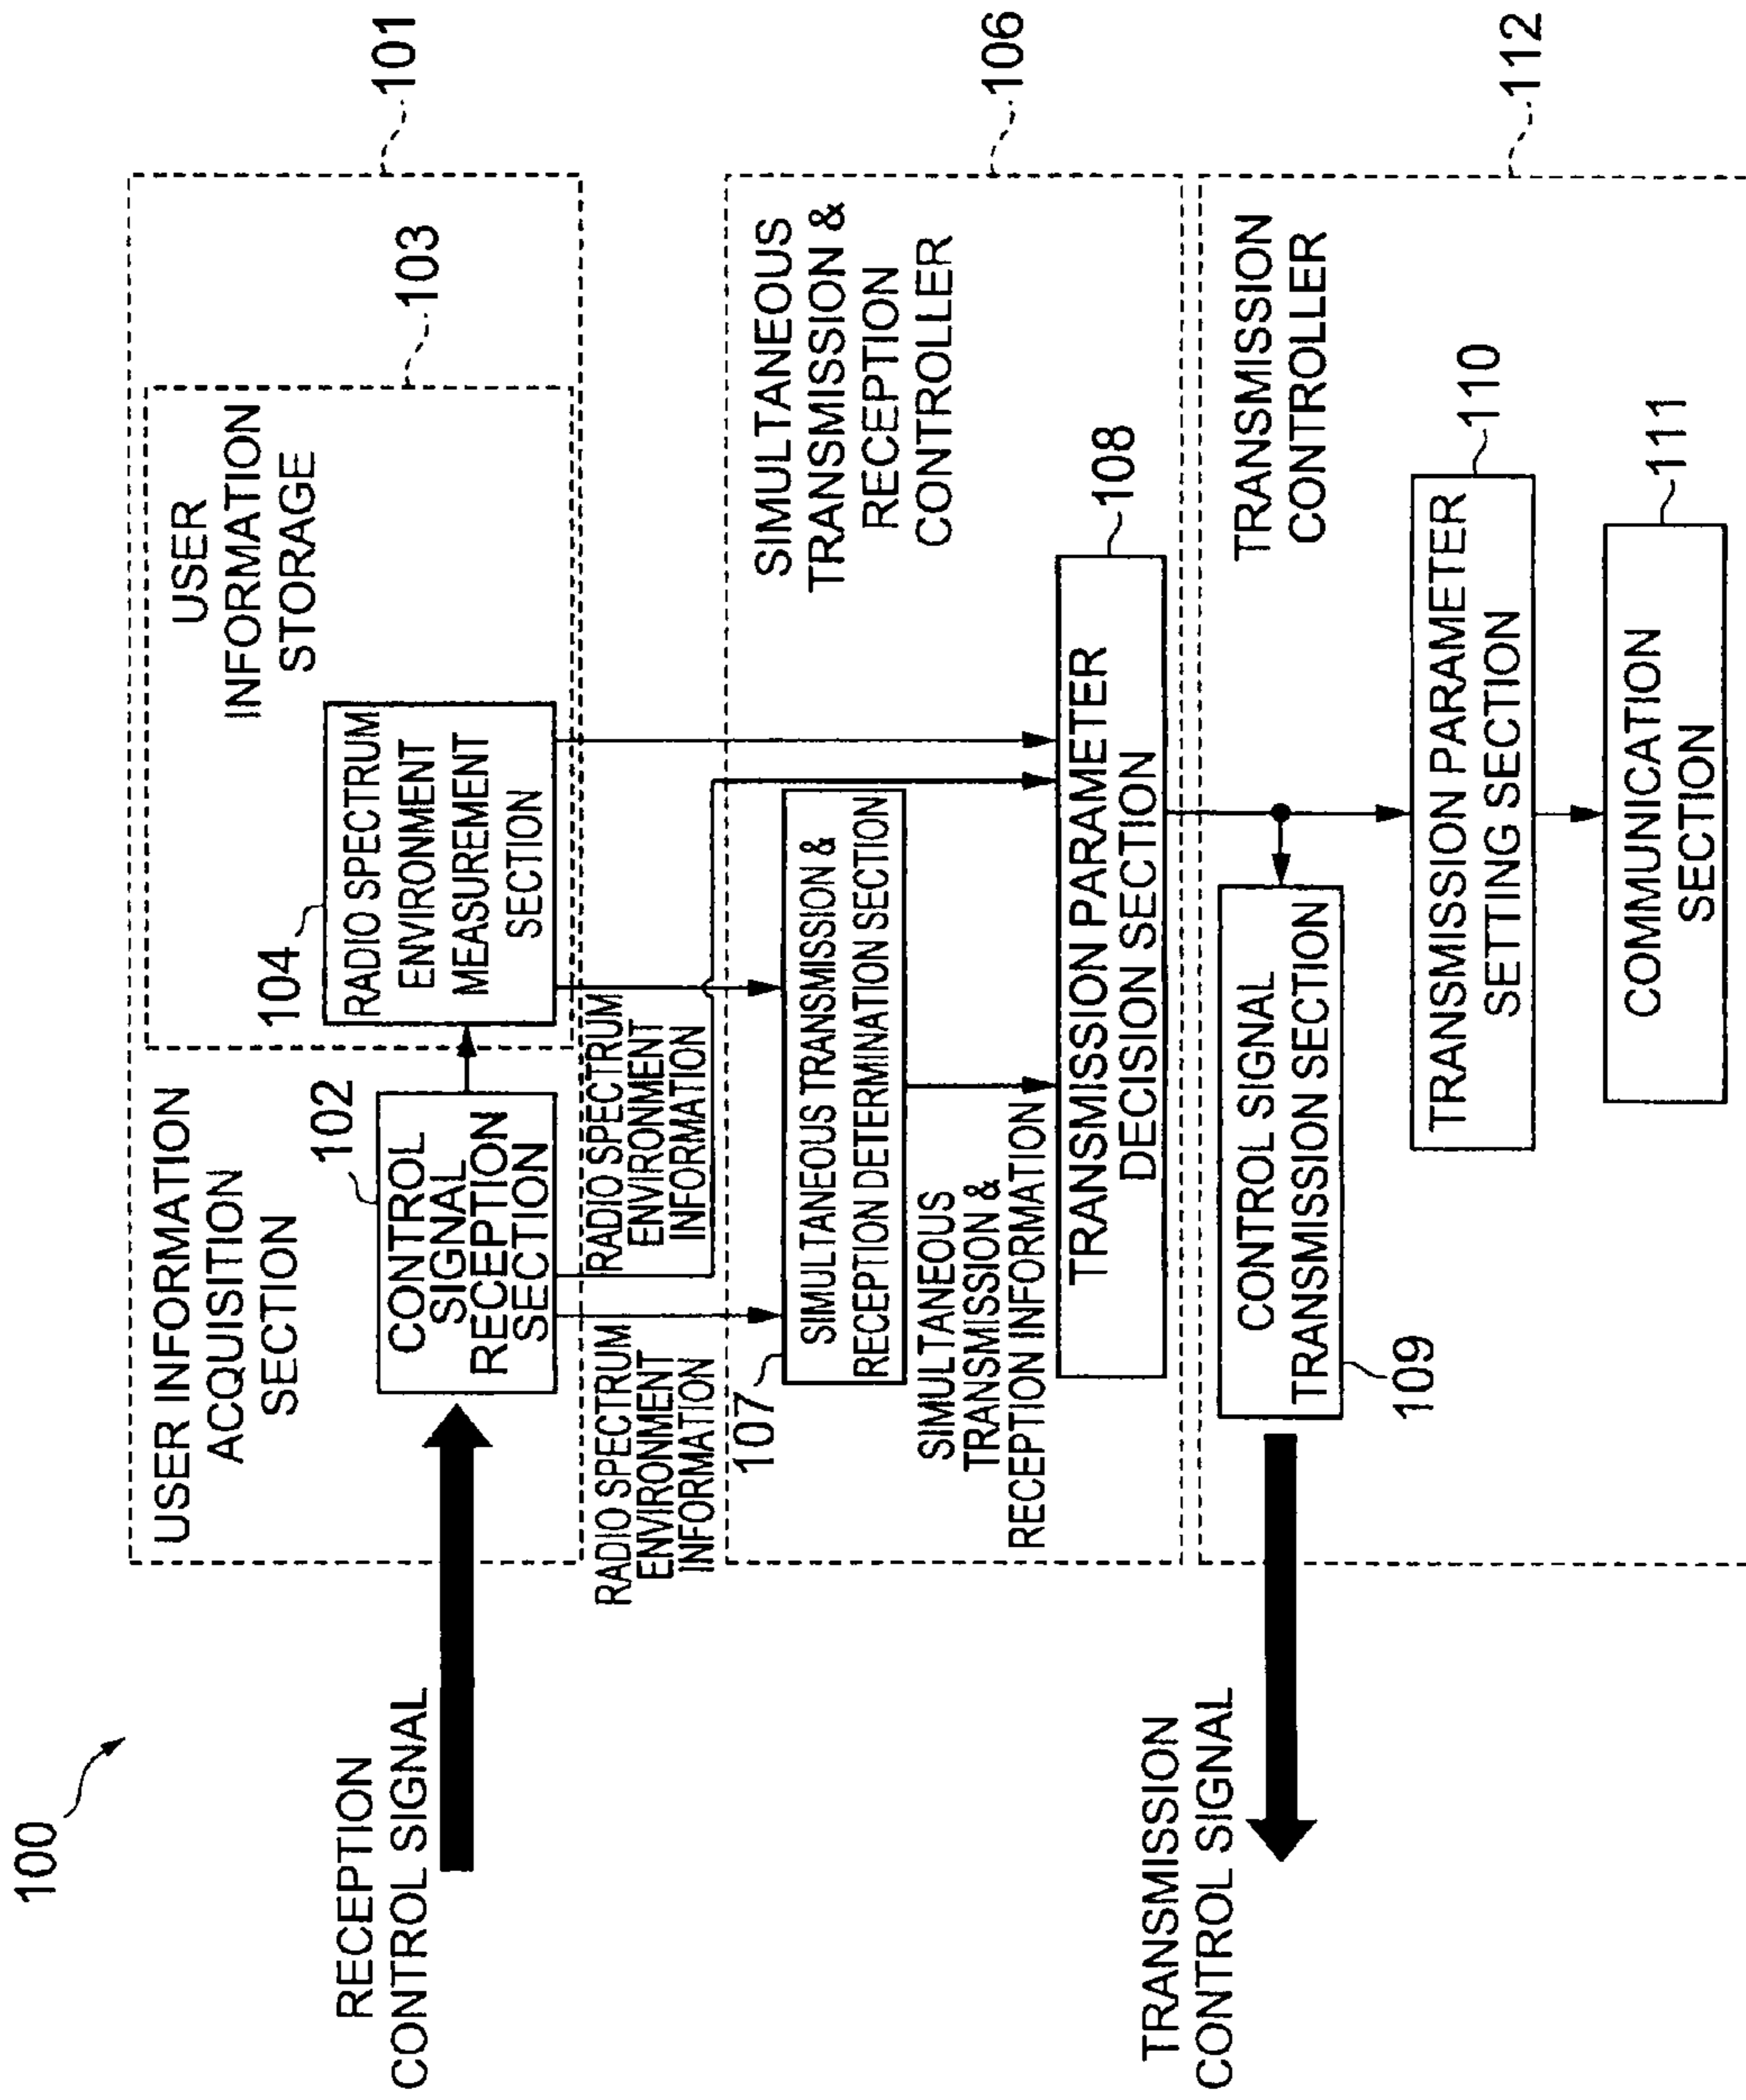 100
RECEPTION
CONTROL SIGNAL
USER INFORMATION
ACQUISITION
SECTION
101
USER
INFORMATION
STORAGE
103
102
CONTROL
SIGNAL
RECEPTION
SECTION
104
RADIO SPECTRUM
ENVIRONMENT
MEASUREMENT
SECTION
RADIO SPECTRUM
ENVIRONMENT
INFORMATION
RADIO SPECTRUM
ENVIRONMENT
INFORMATION
SIMULTANEOUS
TRANSMISSION &
RECEPTION
CONTROLLER
106
107
SIMULTANEOUS TRANSMISSION &
RECEPTION DETERMINATION SECTION
SIMULTANEOUS
TRANSMISSION &
RECEPTION INFORMATION
108
TRANSMISSION PARAMETER
DECISION SECTION
TRANSMISSION
CONTROL SIGNAL
TRANSMISSION
CONTROLLER
112
CONTROL SIGNAL
TRANSMISSION SECTION
109
110
TRANSMISSION PARAMETER
SETTING SECTION
111
COMMUNICATION
SECTION